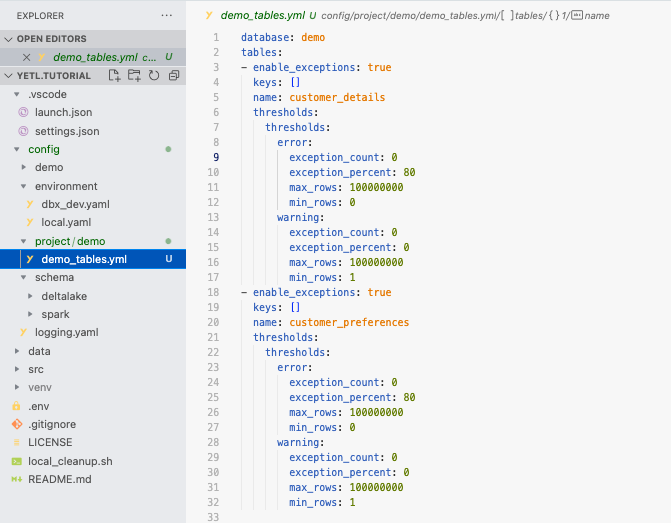 EXPLORER ...
OPEN EDITORS
demo_tables.yml c... U
YETL.TUTORIAL
.vscode
launch.json
settings.json
config
demo
environment
dbx_dev.yaml
local.yaml
project/demo
demo_tables.yml U
schema
deltalake
spark
logging.yaml
data
src
venv
.env
.gitignore
LICENSE
local_cleanup.sh
README.md
demo_tables.yml U config/project/demo/demo_tables.yml/[ ]tables/{ }1/abc name
1 database: demo
2 tables:
3 - enable_exceptions: true
4 keys: []
5 name: customer_details
6 thresholds:
7 thresholds:
8 error:
9 exception_count: 0
10 exception_percent: 80
11 max_rows: 100000000
12 min_rows: 0
13 warning:
14 exception_count: 0
15 exception_percent: 0
16 max_rows: 100000000
17 min_rows: 1
18 - enable_exceptions: true
19 keys: []
20 name: customer_preferences
21 thresholds:
22 thresholds:
23 error:
24 exception_count: 0
25 exception_percent: 80
26 max_rows: 100000000
27 min_rows: 0
28 warning:
29 exception_count: 0
30 exception_percent: 0
31 max_rows: 100000000
32 min_rows: 1
33